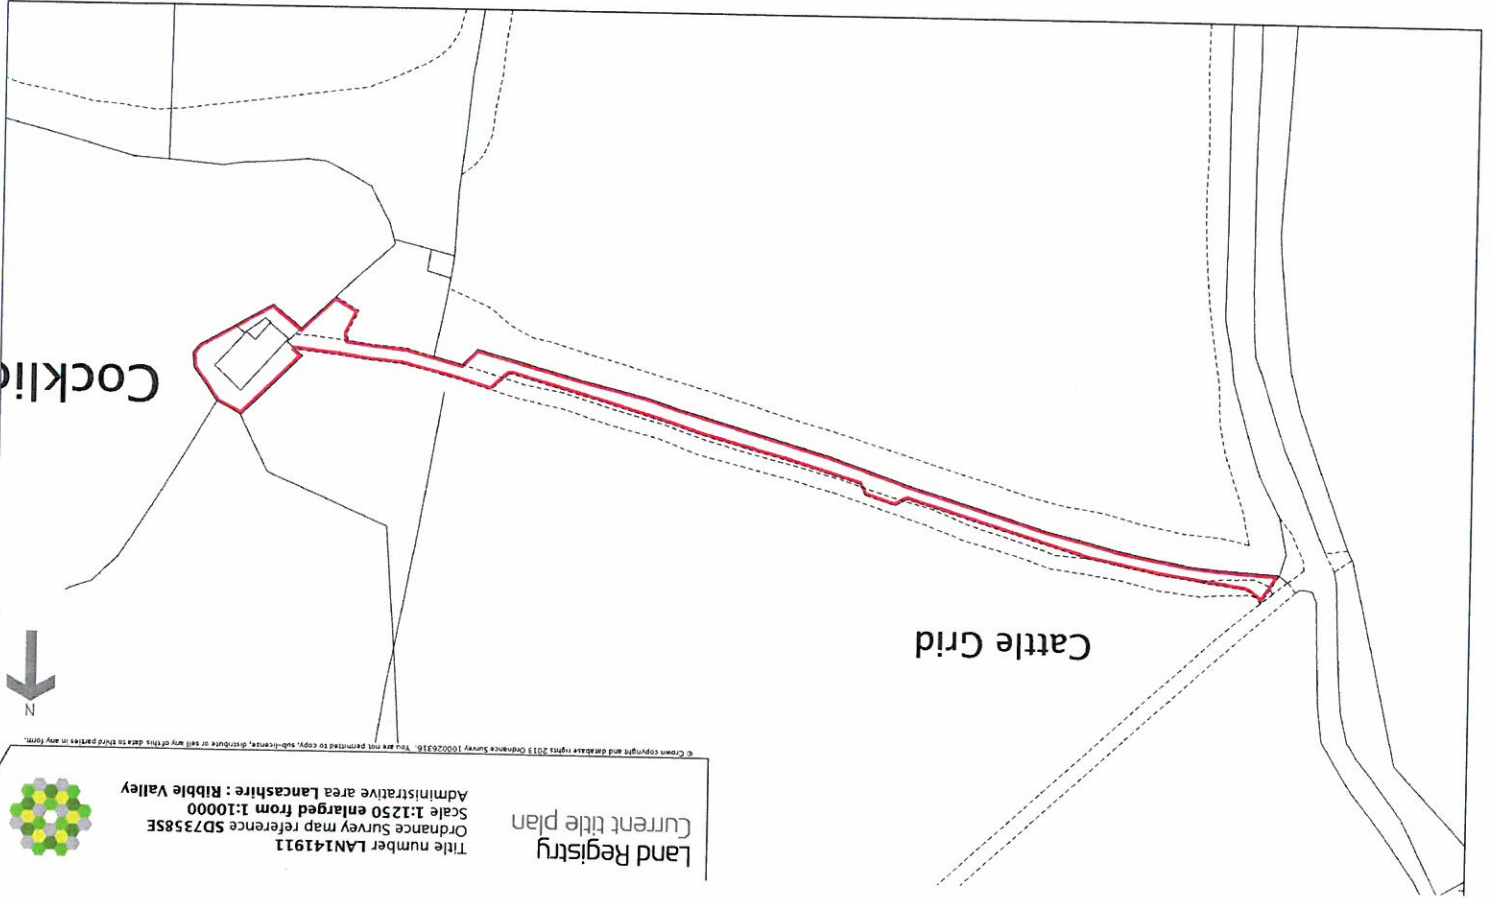 Land Registry
Current title plan
Title number LAN141911
Ordnance Survey map reference SD7358SE
Scale 1:1250 enlarged from 1:10000
Administrative area Lancashire : Ribble Valley
© Crown copyright and database rights 2013 Ordnance Survey 100026316. You are not permitted to copy, sub-license, distribute or sell any of this data to third parties in any form.
N
Cattle Grid
Cockli